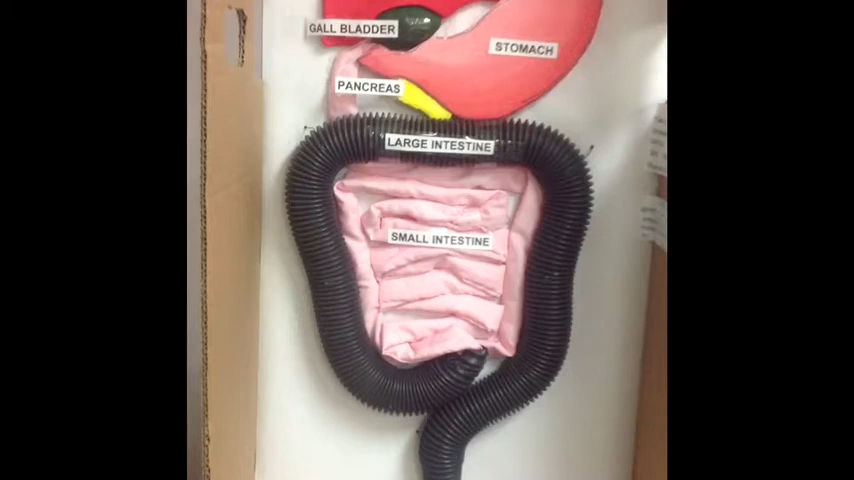 GALL BLADDER
STOMACH
PANCREAS
LARGE INTESTINE
SMALL INTESTINE